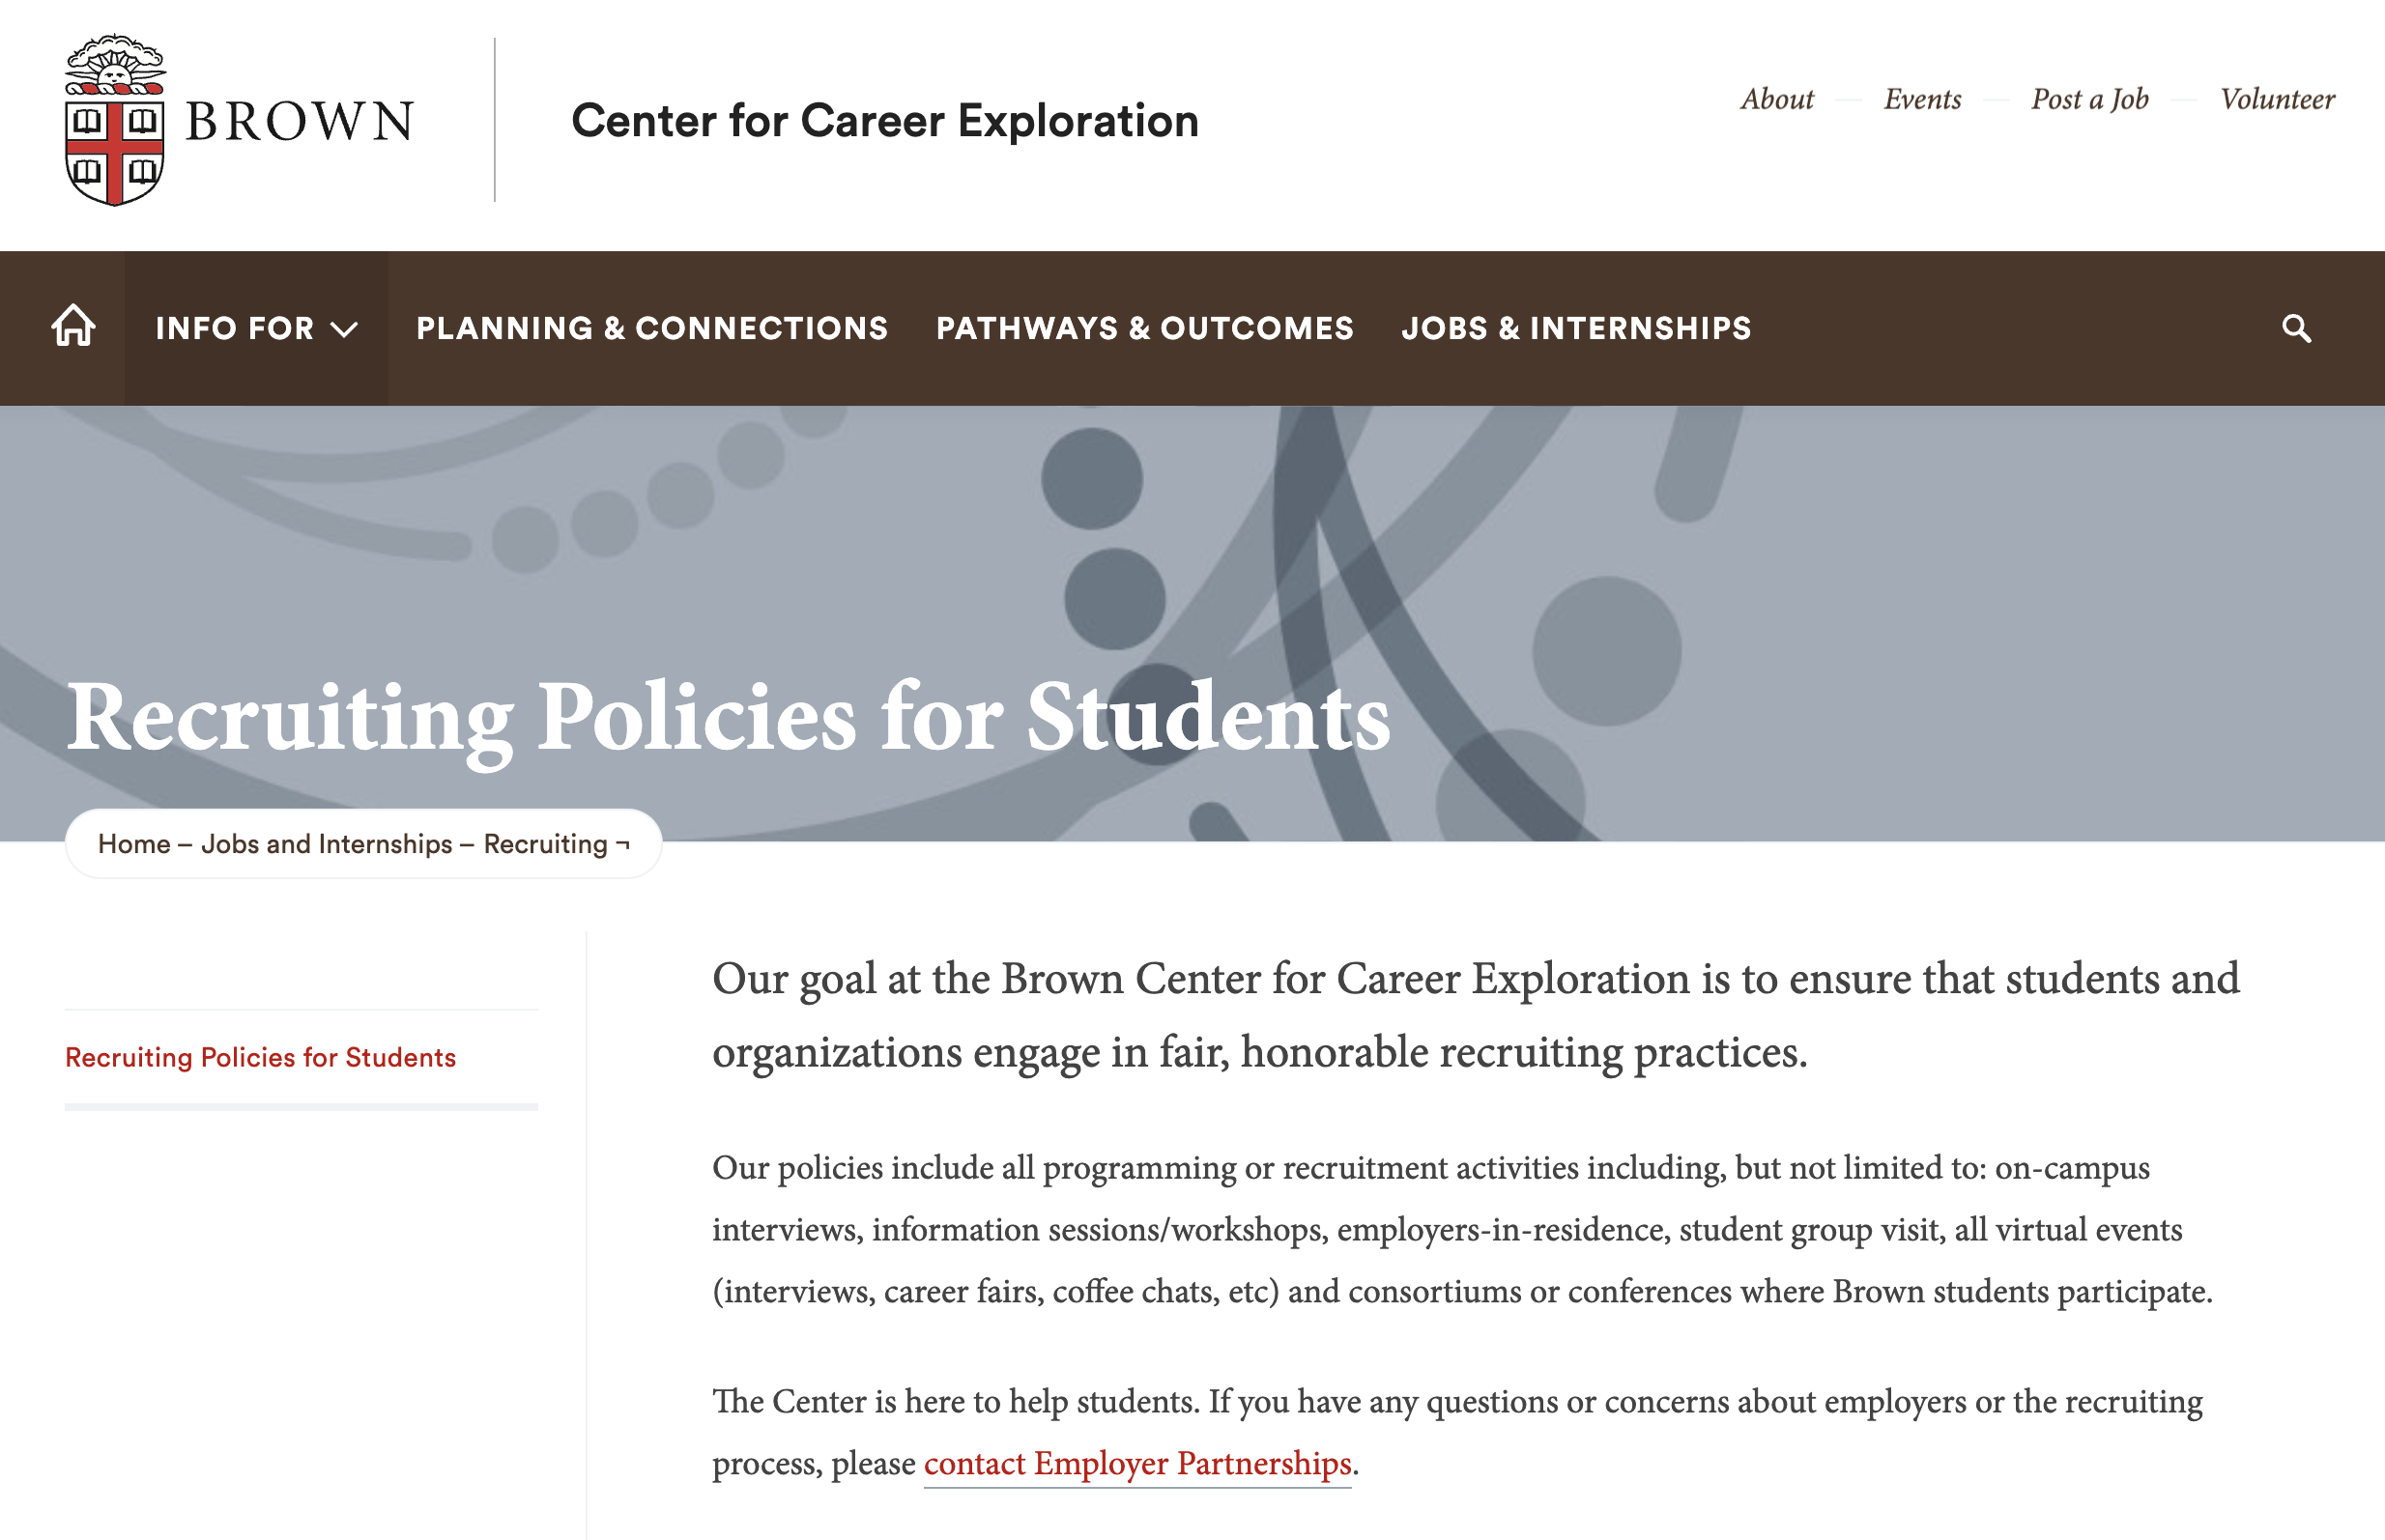 BROWN
Center for Career Exploration
About
Events
Post a Job
Volunteer
INFO FOR
PLANNING & CONNECTIONS
PATHWAYS & OUTCOMES
JOBS & INTERNSHIPS
Recruiting Policies for Students
Home – Jobs and Internships – Recruiting ¬
Recruiting Policies for Students
Our goal at the Brown Center for Career Exploration is to ensure that students and
organizations engage in fair, honorable recruiting practices.
Our policies include all programming or recruitment activities including, but not limited to: on-campus
interviews, information sessions/workshops, employers-in-residence, student group visit, all virtual events
(interviews, career fairs, coffee chats, etc) and consortiums or conferences where Brown students participate.
The Center is here to help students. If you have any questions or concerns about employers or the recruiting
process, please contact Employer Partnerships.